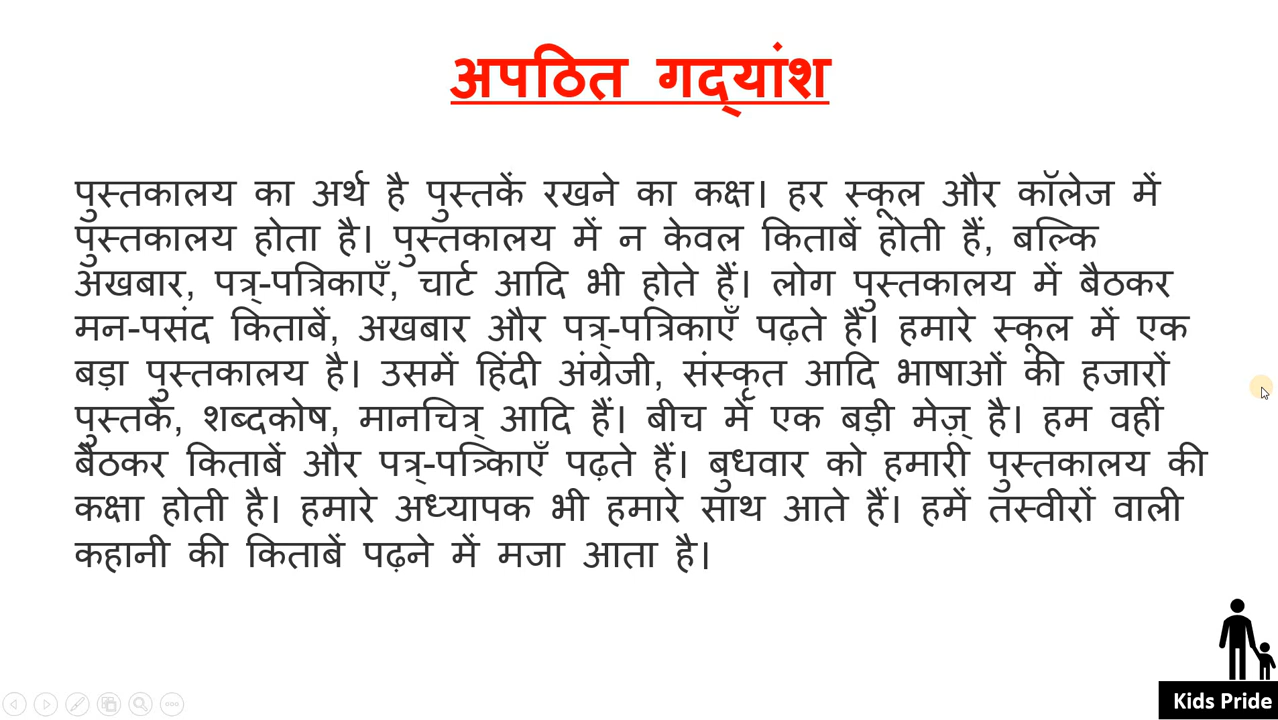 अपठित गद्‌यांश
पुस्तकालय का अर्थ है पुस्तकें रखने का कक्ष। हर स्कूल और कॉलेज में
पुस्तकालय होता है। पुस्तकालय में न केवल किताबें होती हैं, बल्कि
अखबार, पत्र्-पत्रिकाएँ, चार्ट आदि भी होते हैं। लोग पुस्तकालय में बैठकर
मन-पसंद किताबें, अखबार और पत्र्-पत्रिकाएँ पढ़ते हैं। हमारे स्कूल में एक
बड़ा पुस्तकालय है। उसमें हिंदी अंग्रेजी, संस्कृत आदि भाषाओं की हजारों
पुस्तकें, शब्दकोष, मानचित्र् आदि हैं। बीच में एक बड़ी मेज़् है। हम वहीं
बैठकर किताबें और पत्र्-पत्र्किाएँ पढ़ते हैं। बुधवार को हमारी पुस्तकालय की
कक्षा होती है। हमारे अध्यापक भी हमारे साथ आते हैं। हमें तस्वीरों वाली
कहानी की किताबें पढ़ने में मजा आता है।
Kids Pride